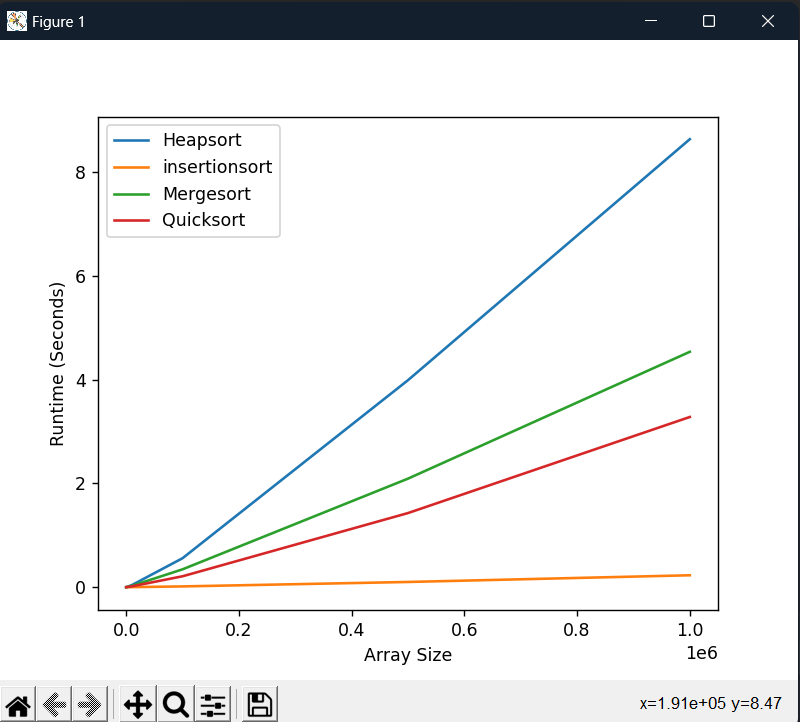 Figure 1
Heapsort
insertionsort
Mergesort
Quicksort
8
6
4
2
0
Runtime (Seconds)
0.0 0.2 0.4 0.6 0.8 1.0
1e6
Array Size
x=1.91e+05 y=8.47